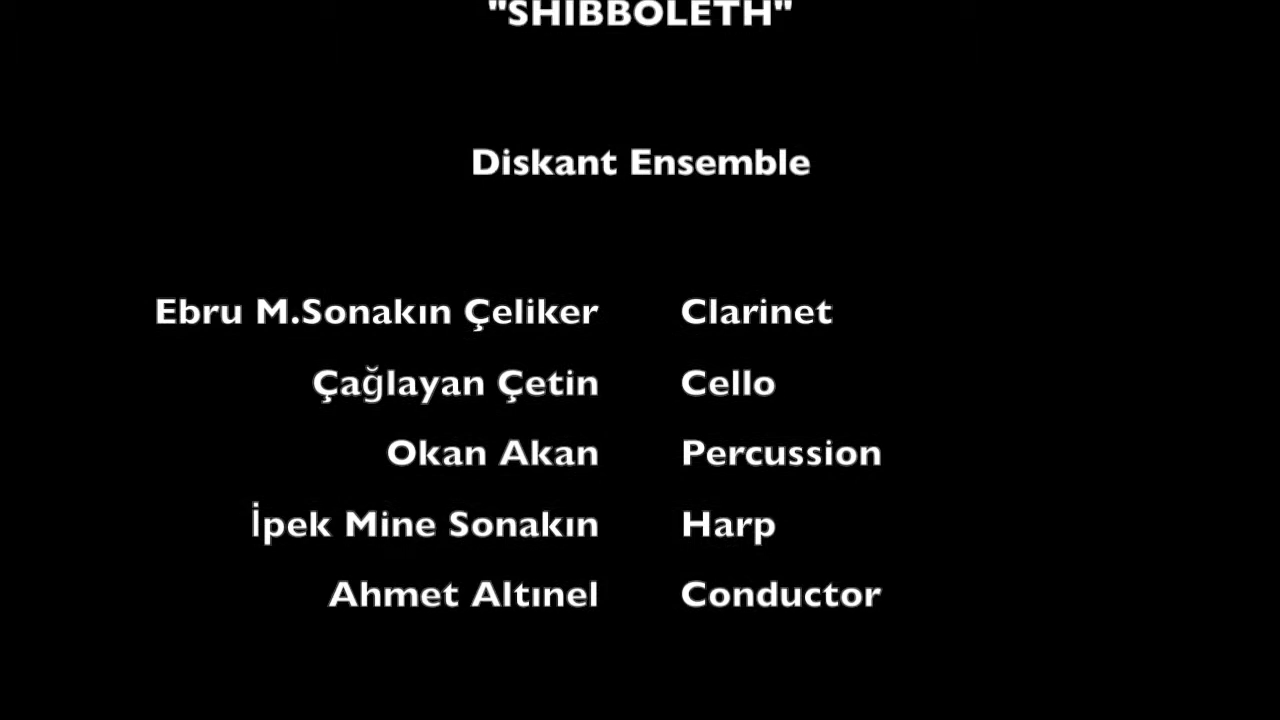 "SHIBBOLETH"
Diskant Ensemble
Ebru M.Sonakın Çeliker Clarinet
Çağlayan Çetin Cello
Okan Akan Percussion
İpek Mine Sonakın Harp
Ahmet Altınel Conductor